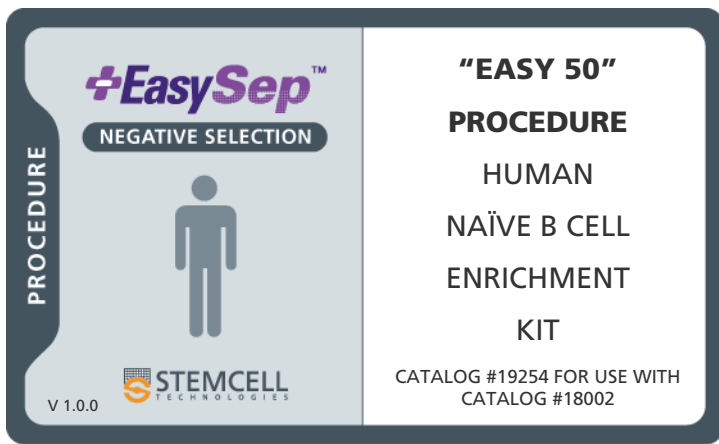 PROCEDURE
EasySep™
NEGATIVE SELECTION
STEMCELL
TECHNOLOGIES
V 1.0.0
“EASY 50”
PROCEDURE
HUMAN
NAÏVE B CELL
ENRICHMENT
KIT
CATALOG #19254 FOR USE WITH
CATALOG #18002